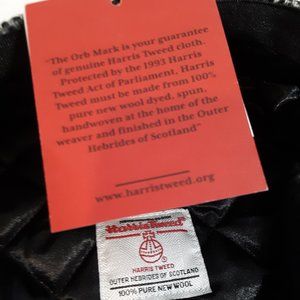 "The Orb Mark is your guarantee
of genuine Harris Tweed cloth.
Protected by the 1993 Harris
Tweed Act of Parliament. Harris
Tweed must be made from 100%
pure new wool dyed, spun,
handwoven at the home of the
weaver and finished in the Outer
Hebrides of Scotland"
www.harristweed.org
Harris Tweed
®
HARRIS TWEED
OUTER HEBRIDES OF SCOTLAND
100% PURE NEW WOOL